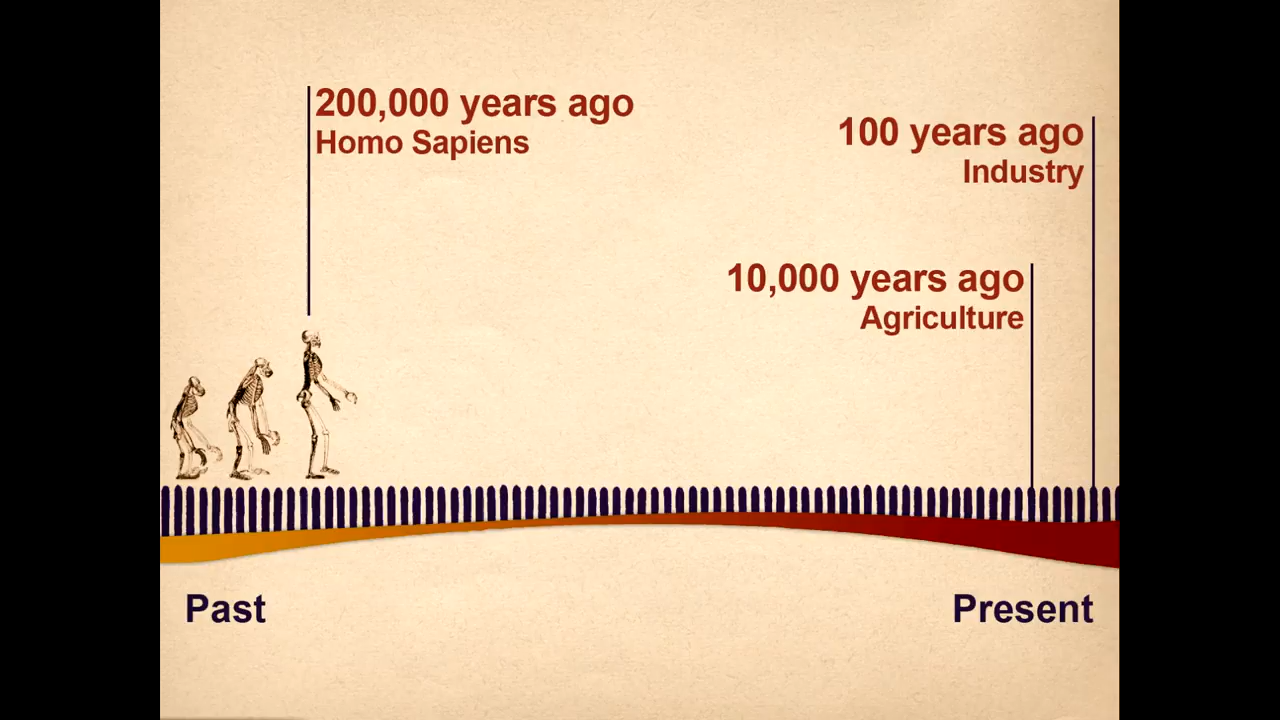 200,000 years ago
Homo Sapiens
100 years ago
Industry
10,000 years ago
Agriculture
Past
Present